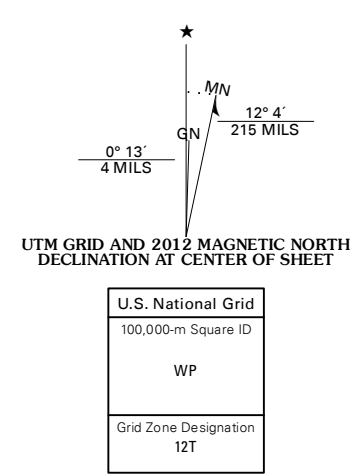 ★
MN
GN
12° 4´
215 MILS
0° 13´
4 MILS
UTM GRID AND 2012 MAGNETIC NORTH
DECLINATION AT CENTER OF SHEET
U.S. National Grid
100,000-m Square ID
WP
Grid Zone Designation
12T